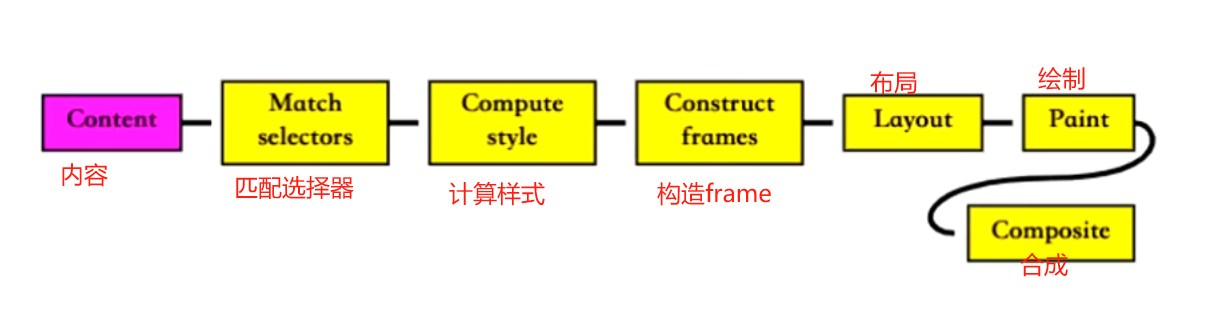 Content
内容
Match
selectors
匹配选择器
Compute
style
计算样式
Construct
frames
构造frame
布局
Layout
绘制
Paint
Composite
合成